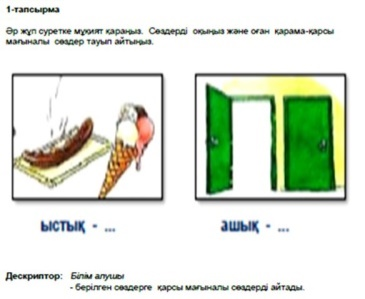 1-тапсырма
Әр жұп суретке мұқият қараңыз. Сөздерді оқыңыз және оған қарама-қарсы
мағыналы сөздер тауып айтыңыз.
ыстық - ...
ашық - ...
Дескриптор: Білім алушы
- берілген сөздерге қарсы мағыналы сөздерді айтады.